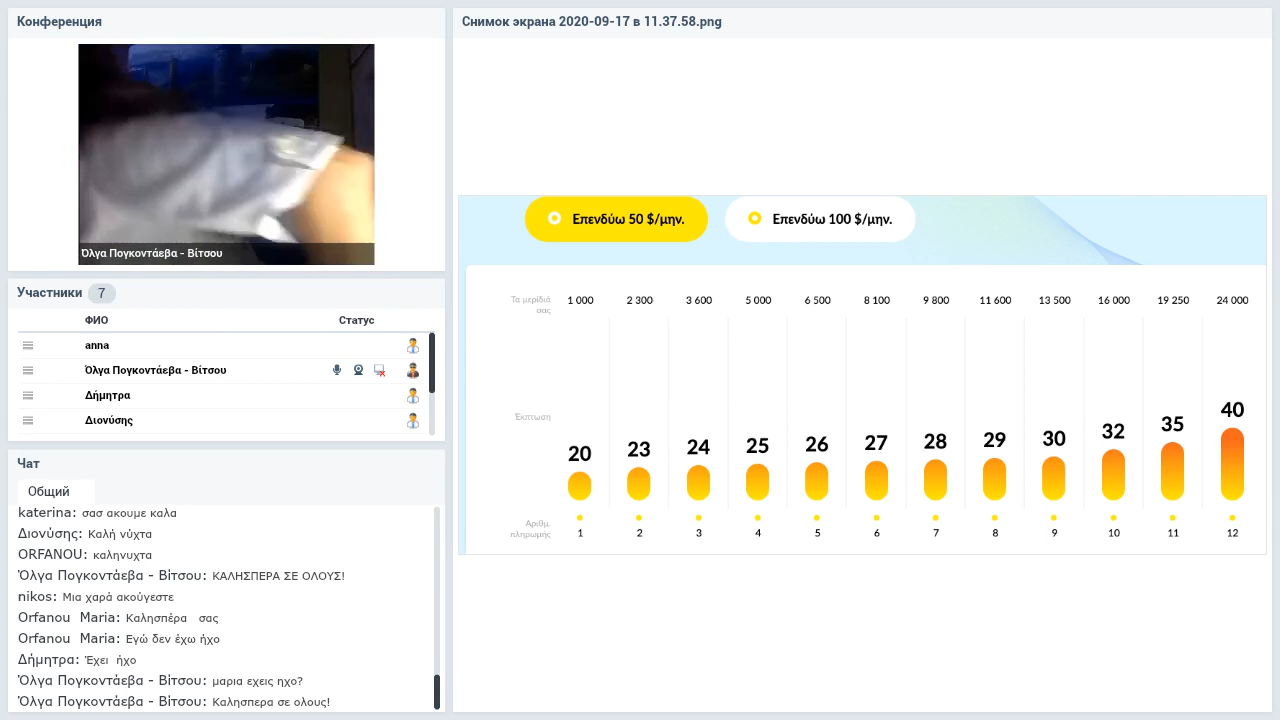 Конференция
Όλγα Πογκοντάεβα - Βίτσου
Участники 7
ФИО Статус
anna
Όλγα Πογκοντάεβα - Βίτσου
Δήμητρα
Διονύσης
Чат
Общий
katerina: σασ ακουμε καλα
Διονύσης: Καλή νύχτα
ORFANOU: καληνυχτα
Όλγα Πογκοντάεβα - Βίτσου: ΚΑΛΗΣΠΕΡΑ ΣΕ ΟΛΟΥΣ!
nikos: Μια χαρά ακούγεστε
Orfanou Maria: Καλησπέρα σας
Orfanou Maria: Εγώ δεν έχω ήχο
Δήμητρα: Έχει ήχο
Όλγα Πογκοντάεβα - Βίτσου: μαρια εχεις ηχο?
Όλγα Πογκοντάεβα - Βίτσου: Καλησπερα σε ολους!
Снимок экрана 2020-09-17 в 11.37.58.png
Επενδύω 50 $/μην. Επενδύω 100 $/μην.
Τα μερίδιά σας 1 000 2 300 3 600 5 000 6 500 8 100 9 800 11 600 13 500 16 000 19 250 24 000
Έκπτωση
20 23 24 25 26 27 28 29 30 32 35 40
Αριθμ. πληρωμής 1 2 3 4 5 6 7 8 9 10 11 12